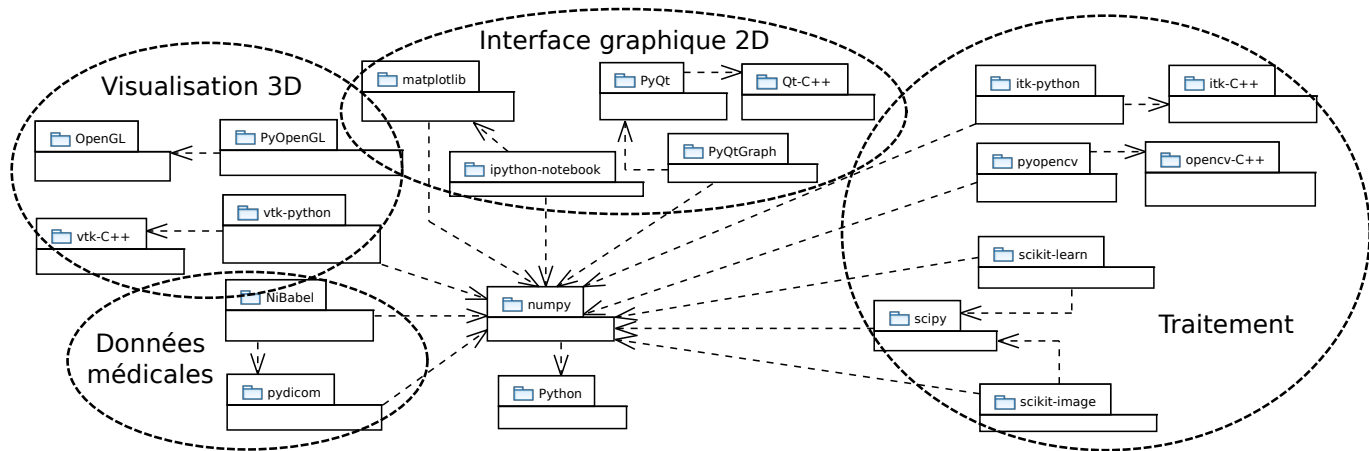 Interface graphique 2D
Visualisation 3D
matplotlib
PyQt
Qt-C++
itk-python
itk-C++
OpenGL
PyOpenGL
ipython-notebook
PyQtGraph
pyopencv
opencv-C++
vtk-C++
vtk-python
scikit-learn
NiBabel
numpy
scipy
Traitement
Données
médicales
pydicom
Python
scikit-image